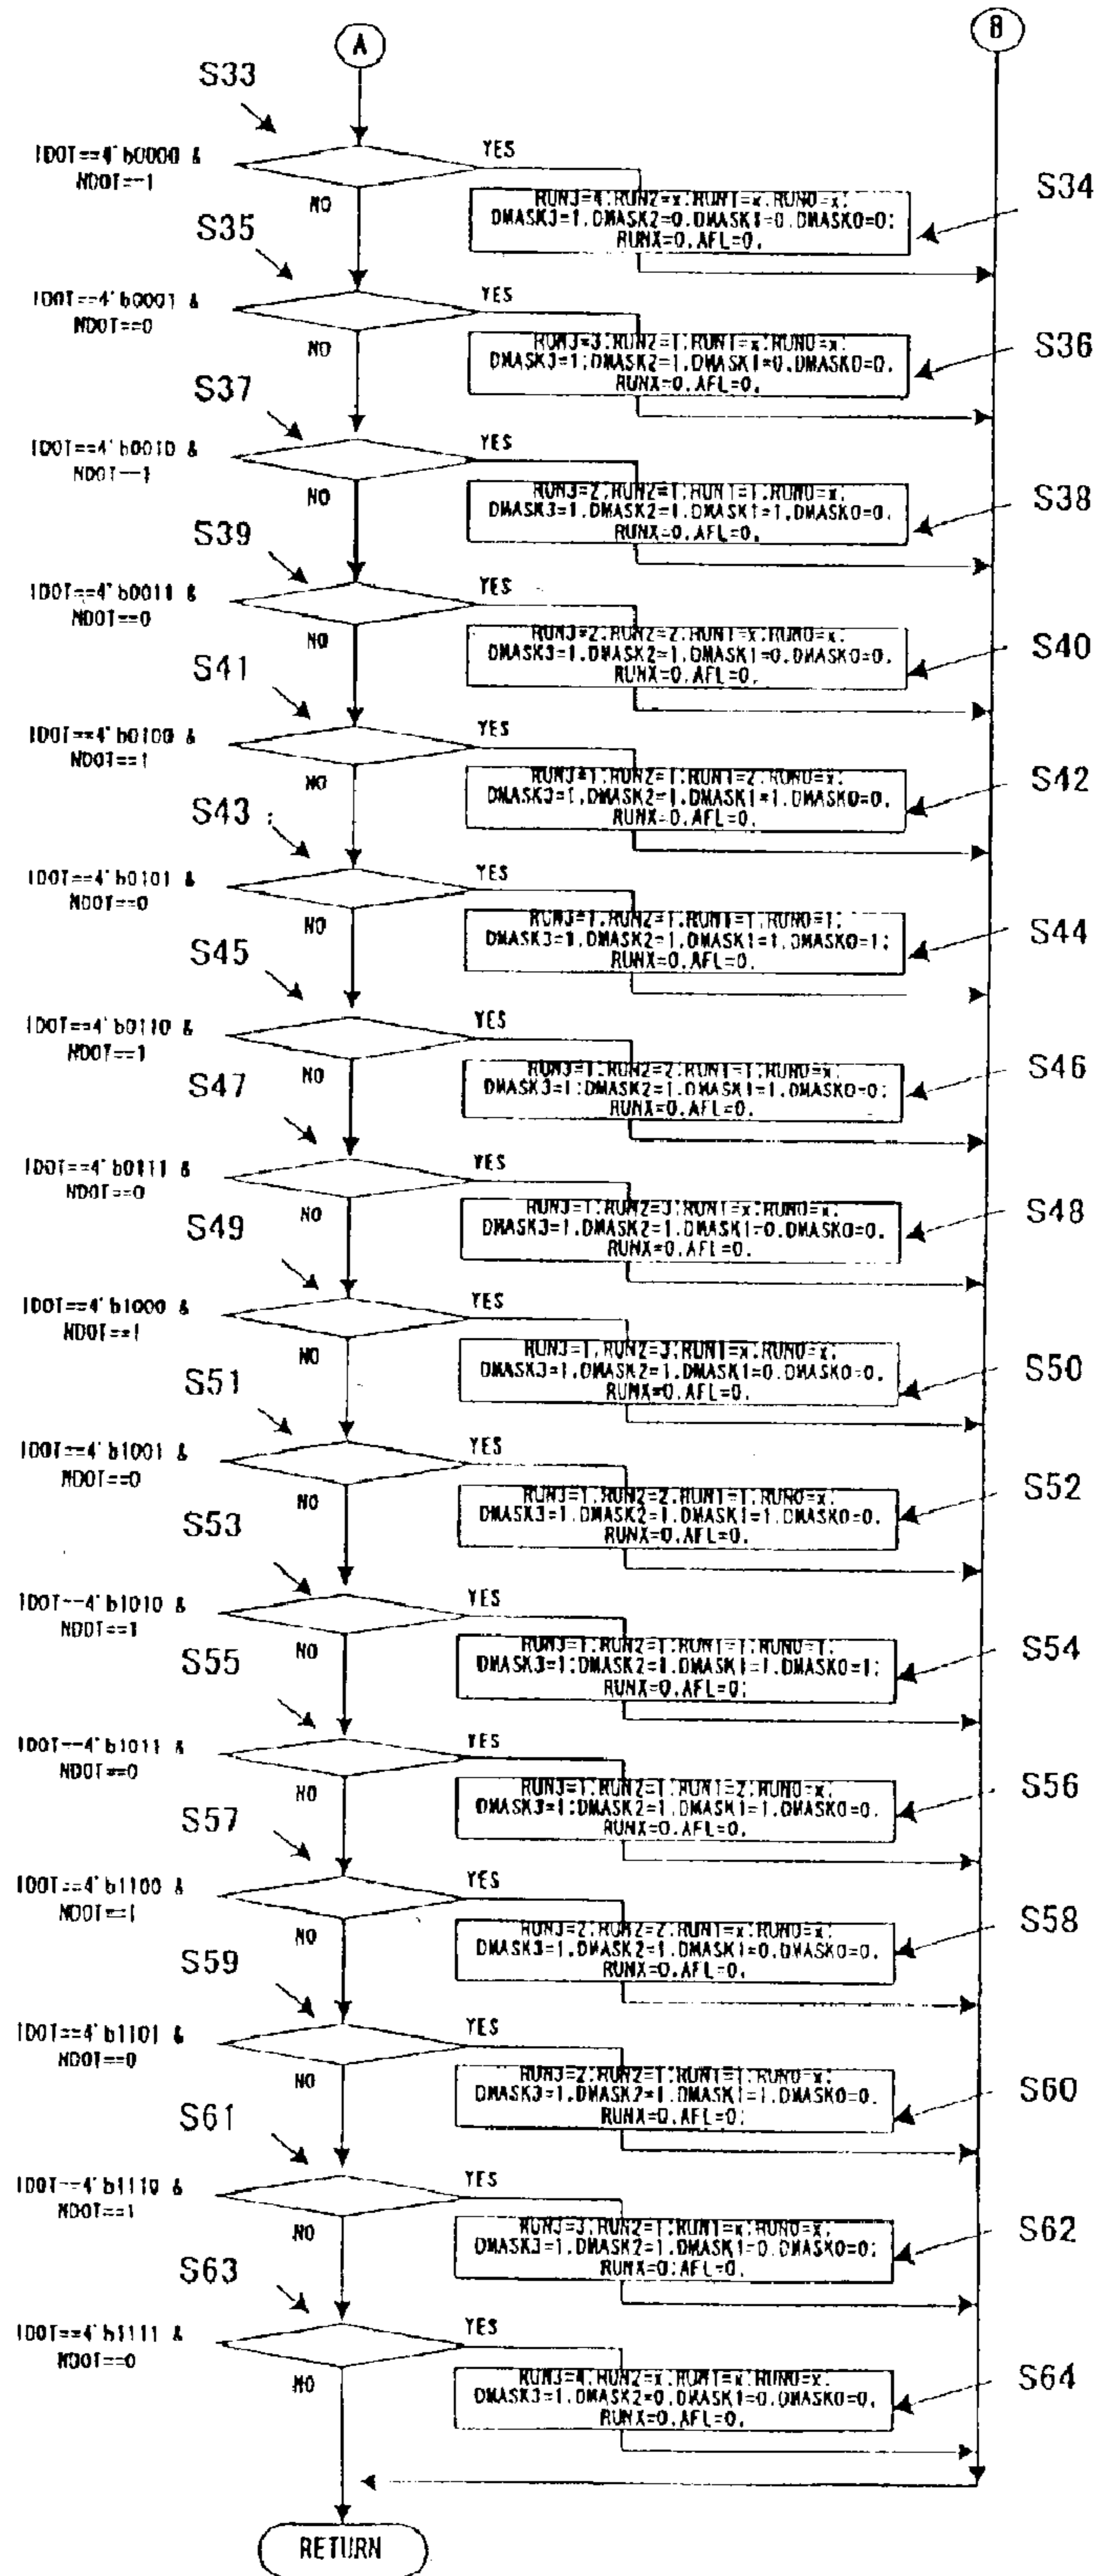 A
B
S33
IDOT==4'b0000 &
NDOT==1
YES
NO
RUN3=4;RUN2=x;RUN1=x;RUN0=x;
DMASK3=1,DMASK2=0,DMASK1=0,DMASK0=0;
RUNX=0,AFL=0,
S34
S35
IDOT==4'b0001 &
NDOT==0
YES
NO
RUN3=3;RUN2=1;RUN1=x;RUN0=x;
DMASK3=1;DMASK2=1,DMASK1=0,DMASK0=0,
RUNX=0,AFL=0,
S36
S37
IDOT==4'b0010 &
NDOT==1
YES
NO
RUN3=2;RUN2=1;RUN1=1;RUN0=x;
DMASK3=1,DMASK2=1,DMASK1=1,DMASK0=0,
RUNX=0,AFL=0,
S38
S39
IDOT==4'b0011 &
NDOT==0
YES
NO
RUN3=2;RUN2=2;RUN1=x;RUN0=x;
DMASK3=1,DMASK2=1,DMASK1=0,DMASK0=0,
RUNX=0,AFL=0,
S40
S41
IDOT==4'b0100 &
NDOT==1
YES
NO
RUN3=1;RUN2=1;RUN1=2;RUN0=x;
DMASK3=1,DMASK2=1,DMASK1=1,DMASK0=0,
RUNX=0,AFL=0,
S42
S43
IDOT==4'b0101 &
NDOT==0
YES
NO
RUN3=1,RUN2=1,RUN1=1,RUN0=1;
DMASK3=1,DMASK2=1,DMASK1=1,DMASK0=1;
RUNX=0,AFL=0,
S44
S45
IDOT==4'b0110 &
NDOT==1
YES
NO
RUN3=1;RUN2=2;RUN1=1;RUN0=x;
DMASK3=1;DMASK2=1,DMASK1=1,DMASK0=0;
RUNX=0,AFL=0,
S46
S47
IDOT==4'b0111 &
NDOT==0
YES
NO
RUN3=1;RUN2=3;RUN1=x;RUN0=x;
DMASK3=1,DMASK2=1,DMASK1=0,DMASK0=0,
RUNX=0,AFL=0,
S48
S49
IDOT==4'b1000 &
NDOT==1
YES
NO
RUN3=1,RUN2=3;RUN1=x;RUN0=x;
DMASK3=1,DMASK2=1,DMASK1=0,DMASK0=0,
RUNX=0,AFL=0,
S50
S51
IDOT==4'b1001 &
NDOT==0
YES
NO
RUN3=1,RUN2=2,RUN1=1,RUN0=x;
DMASK3=1,DMASK2=1,DMASK1=1,DMASK0=0,
RUNX=0,AFL=0,
S52
S53
IDOT==4'b1010 &
NDOT==1
YES
NO
RUN3=1;RUN2=1;RUN1=1;RUN0=1;
DMASK3=1;DMASK2=1,DMASK1=1,DMASK0=1;
RUNX=0,AFL=0;
S54
S55
IDOT==4'b1011 &
NDOT==0
YES
NO
RUN3=1;RUN2=1;RUN1=2;RUN0=x;
DMASK3=1;DMASK2=1,DMASK1=1,DMASK0=0,
RUNX=0,AFL=0,
S56
S57
IDOT==4'b1100 &
NDOT==1
YES
NO
RUN3=2;RUN2=2;RUN1=x;RUN0=x;
DMASK3=1,DMASK2=1,DMASK1=0,DMASK0=0,
RUNX=0,AFL=0,
S58
S59
IDOT==4'b1101 &
NDOT==0
YES
NO
RUN3=2;RUN2=1;RUN1=1;RUN0=x;
DMASK3=1,DMASK2=1,DMASK1=1,DMASK0=0,
RUNX=0,AFL=0;
S60
S61
IDOT==4'b1110 &
NDOT==1
YES
NO
RUN3=3;RUN2=1;RUN1=x;RUN0=x;
DMASK3=1,DMASK2=1,DMASK1=0,DMASK0=0;
RUNX=0;AFL=0,
S62
S63
IDOT==4'b1111 &
NDOT==0
YES
NO
RUN3=4;RUN2=x,RUN1=x;RUN0=x,
DMASK3=1,DMASK2=0,DMASK1=0,DMASK0=0,
RUNX=0,AFL=0,
S64
RETURN